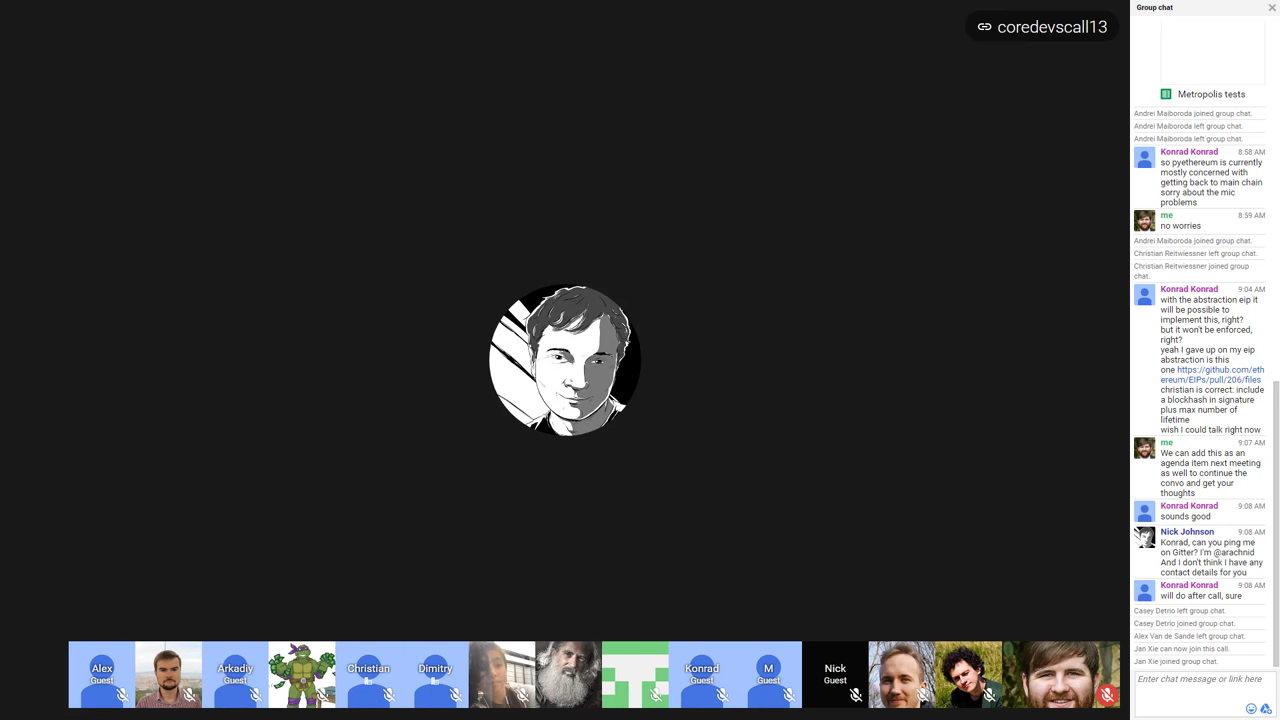 coredevscall13
Group chat
Metropolis tests
Andrei Maiboroda joined group chat.
Andrei Maiboroda left group chat.
Andrei Maiboroda left group chat.
Konrad Konrad 8:58 AM
so pyethereum is currently
mostly concerned with
getting back to main chain
sorry about the mic
problems
me 8:59 AM
no worries
Andrei Maiboroda joined group chat.
Christian Reitwiessner left group chat.
Christian Reitwiessner joined group
chat.
Konrad Konrad 9:04 AM
with the abstraction eip it
will be possible to
implement this, right?
but it won't be enforced,
right?
yeah I gave up on my eip
abstraction is this
one https://github.com/eth
ereum/EIPs/pull/206/files
christian is correct: include
a blockhash in signature
plus max number of
lifetime
wish I could talk right now
me 9:07 AM
We can add this as an
agenda item next meeting
as well to continue the
convo and get your
thoughts
Konrad Konrad 9:08 AM
sounds good
Nick Johnson 9:08 AM
Konrad, can you ping me
on Gitter? I'm @arachnid
And I don't think I have any
contact details for you
Konrad Konrad 9:08 AM
will do after call, sure
Casey Detrio left group chat.
Casey Detrio joined group chat.
Alex Van de Sande left group chat.
Jan Xie can now join this call.
Jan Xie joined group chat.
Enter chat message or link here
Alex
Guest
Arkadiy
Guest
Christian
Guest
Dimitry
Guest
Konrad
Guest
M
Guest
Nick
Guest